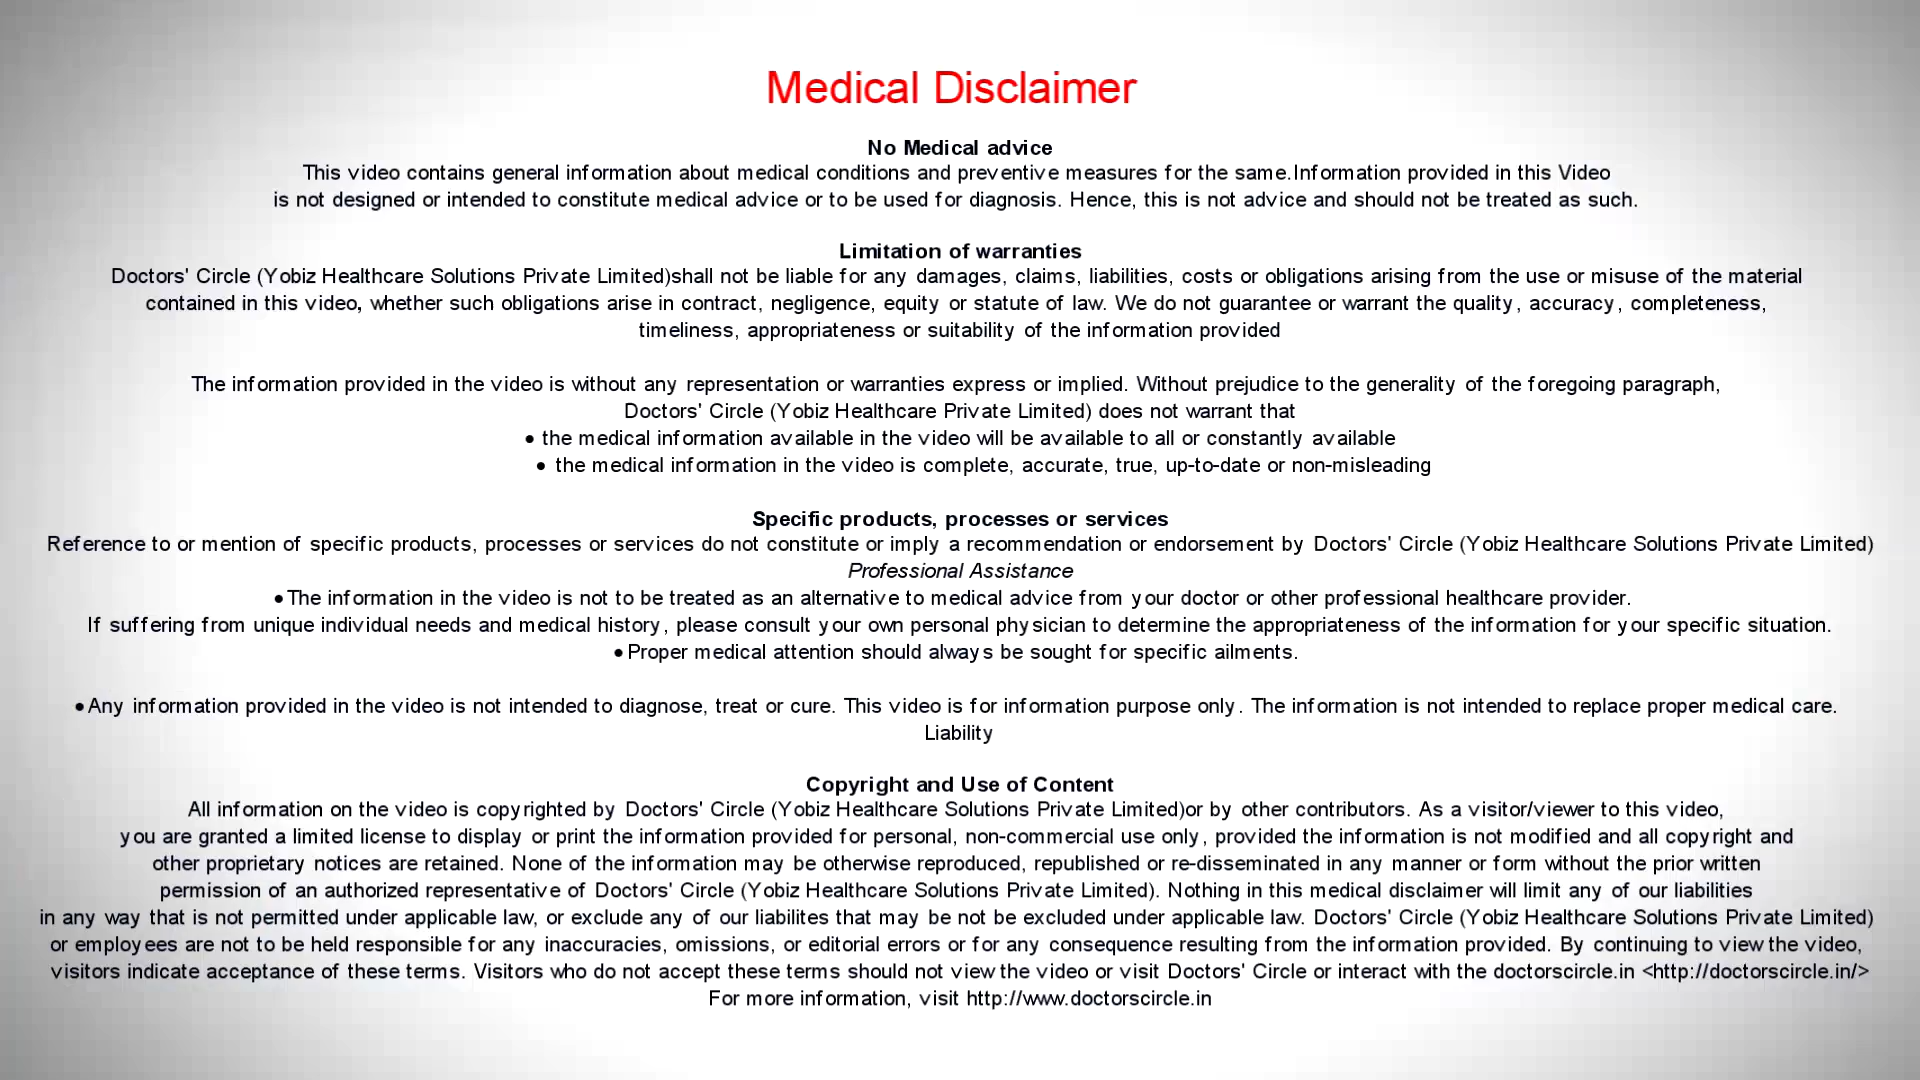 Medical Disclaimer
No Medical advice
This video contains general information about medical conditions and preventive measures for the same.Information provided in this Video
is not designed or intended to constitute medical advice or to be used for diagnosis. Hence, this is not advice and should not be treated as such.
Limitation of warranties
Doctors' Circle (Yobiz Healthcare Solutions Private Limited)shall not be liable for any damages, claims, liabilities, costs or obligations arising from the use or misuse of the material
contained in this video, whether such obligations arise in contract, negligence, equity or statute of law. We do not guarantee or warrant the quality, accuracy, completeness,
timeliness, appropriateness or suitability of the information provided
The information provided in the video is without any representation or warranties express or implied. Without prejudice to the generality of the foregoing paragraph,
Doctors' Circle (Yobiz Healthcare Private Limited) does not warrant that
• the medical information available in the video will be available to all or constantly available
• the medical information in the video is complete, accurate, true, up-to-date or non-misleading
Specific products, processes or services
Reference to or mention of specific products, processes or services do not constitute or imply a recommendation or endorsement by Doctors' Circle (Yobiz Healthcare Solutions Private Limited)
Professional Assistance
•The information in the video is not to be treated as an alternative to medical advice from your doctor or other professional healthcare provider.
If suffering from unique individual needs and medical history, please consult your own personal physician to determine the appropriateness of the information for your specific situation.
•Proper medical attention should always be sought for specific ailments.
•Any information provided in the video is not intended to diagnose, treat or cure. This video is for information purpose only. The information is not intended to replace proper medical care.
Liability
Copyright and Use of Content
All information on the video is copyrighted by Doctors' Circle (Yobiz Healthcare Solutions Private Limited)or by other contributors. As a visitor/viewer to this video,
you are granted a limited license to display or print the information provided for personal, non-commercial use only, provided the information is not modified and all copyright and
other proprietary notices are retained. None of the information may be otherwise reproduced, republished or re-disseminated in any manner or form without the prior written
permission of an authorized representative of Doctors' Circle (Yobiz Healthcare Solutions Private Limited). Nothing in this medical disclaimer will limit any of our liabilities
in any way that is not permitted under applicable law, or exclude any of our liabilites that may be not be excluded under applicable law. Doctors' Circle (Yobiz Healthcare Solutions Private Limited)
or employees are not to be held responsible for any inaccuracies, omissions, or editorial errors or for any consequence resulting from the information provided. By continuing to view the video,
visitors indicate acceptance of these terms. Visitors who do not accept these terms should not view the video or visit Doctors' Circle or interact with the doctorscircle.in <http://doctorscircle.in/>
For more information, visit http://www.doctorscircle.in